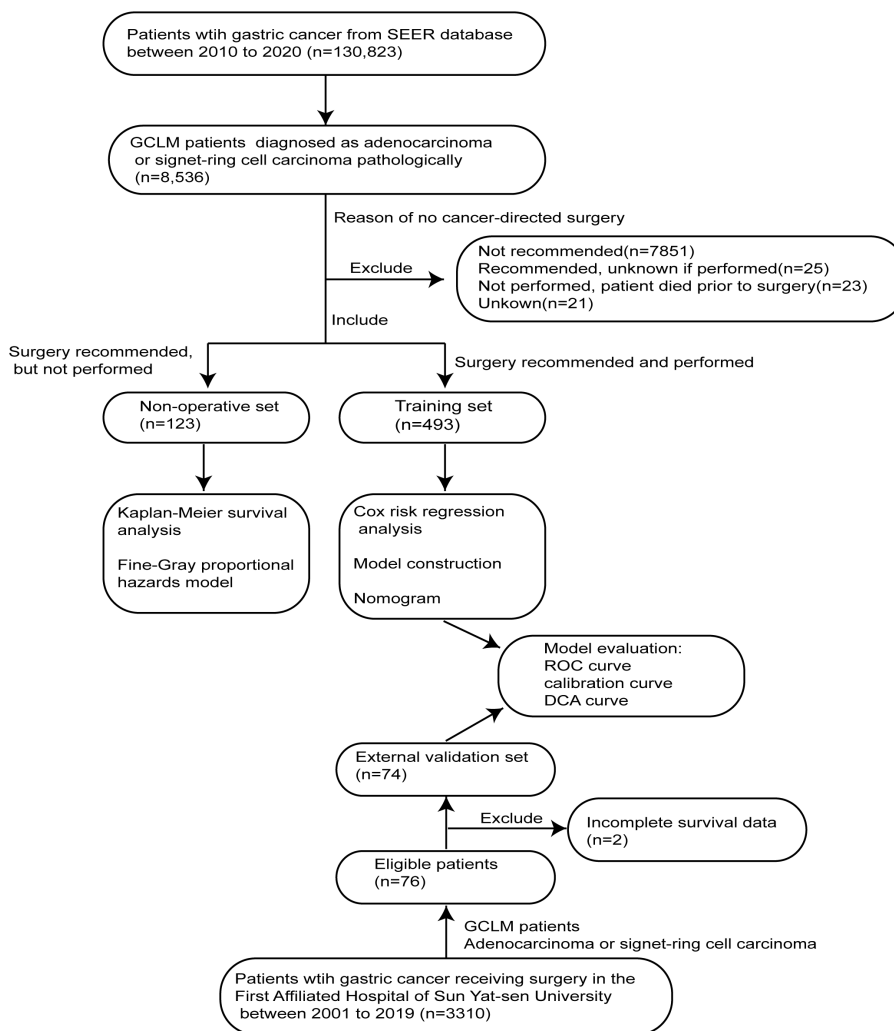 Patients wtih gastric cancer from SEER database
between 2010 to 2020 (n=130,823)
GCLM patients diagnosed as adenocarcinoma
or signet-ring cell carcinoma pathologically
(n=8,536)
Reason of no cancer-directed surgery
Exclude
Not recommended(n=7851)
Recommended, unknown if performed(n=25)
Not performed, patient died prior to surgery(n=23)
Unkown(n=21)
Include
Surgery recommended,
but not performed
Surgery recommended and performed
Non-operative set
(n=123)
Training set
(n=493)
Kaplan-Meier survival
analysis
Fine-Gray proportional
hazards model
Cox risk regression
analysis
Model construction
Nomogram
Model evaluation:
ROC curve
calibration curve
DCA curve
External validation set
(n=74)
Exclude
Incomplete survival data
(n=2)
Eligible patients
(n=76)
GCLM patients
Adenocarcinoma or signet-ring cell carcinoma
Patients wtih gastric cancer receiving surgery in the
First Affiliated Hospital of Sun Yat-sen University
between 2001 to 2019 (n=3310)